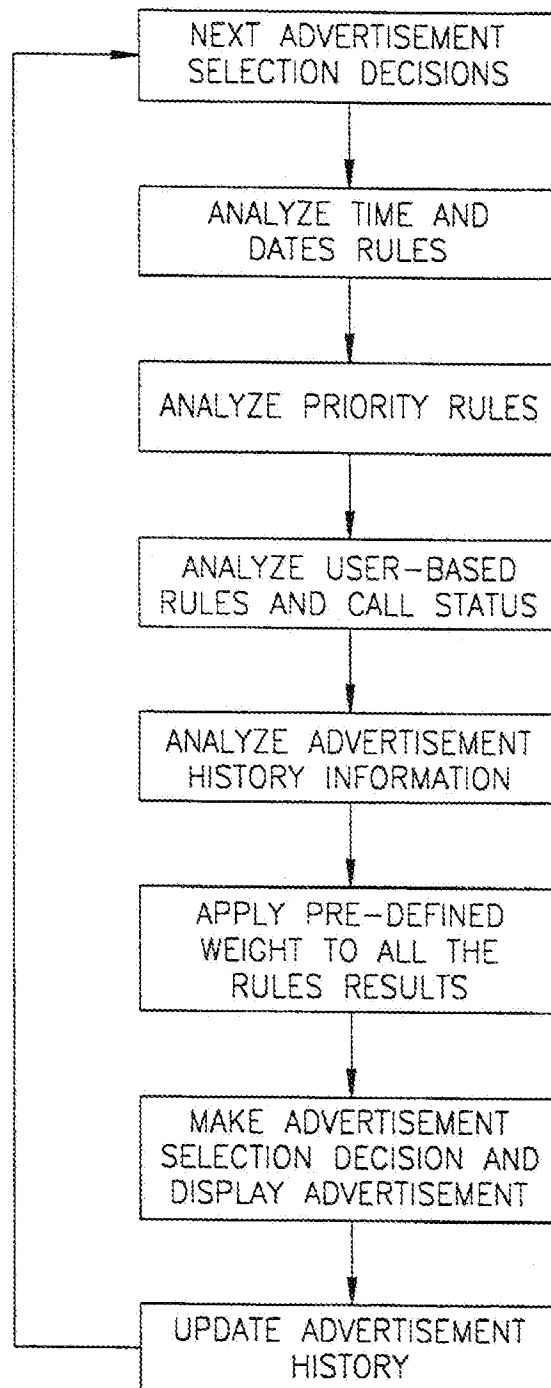 NEXT ADVERTISEMENT
SELECTION DECISIONS
ANALYZE TIME AND
DATES RULES
ANALYZE PRIORITY RULES
ANALYZE USER-BASED
RULES AND CALL STATUS
ANALYZE ADVERTISEMENT
HISTORY INFORMATION
APPLY PRE-DEFINED
WEIGHT TO ALL THE
RULES RESULTS
MAKE ADVERTISEMENT
SELECTION DECISION AND
DISPLAY ADVERTISEMENT
UPDATE ADVERTISEMENT
HISTORY